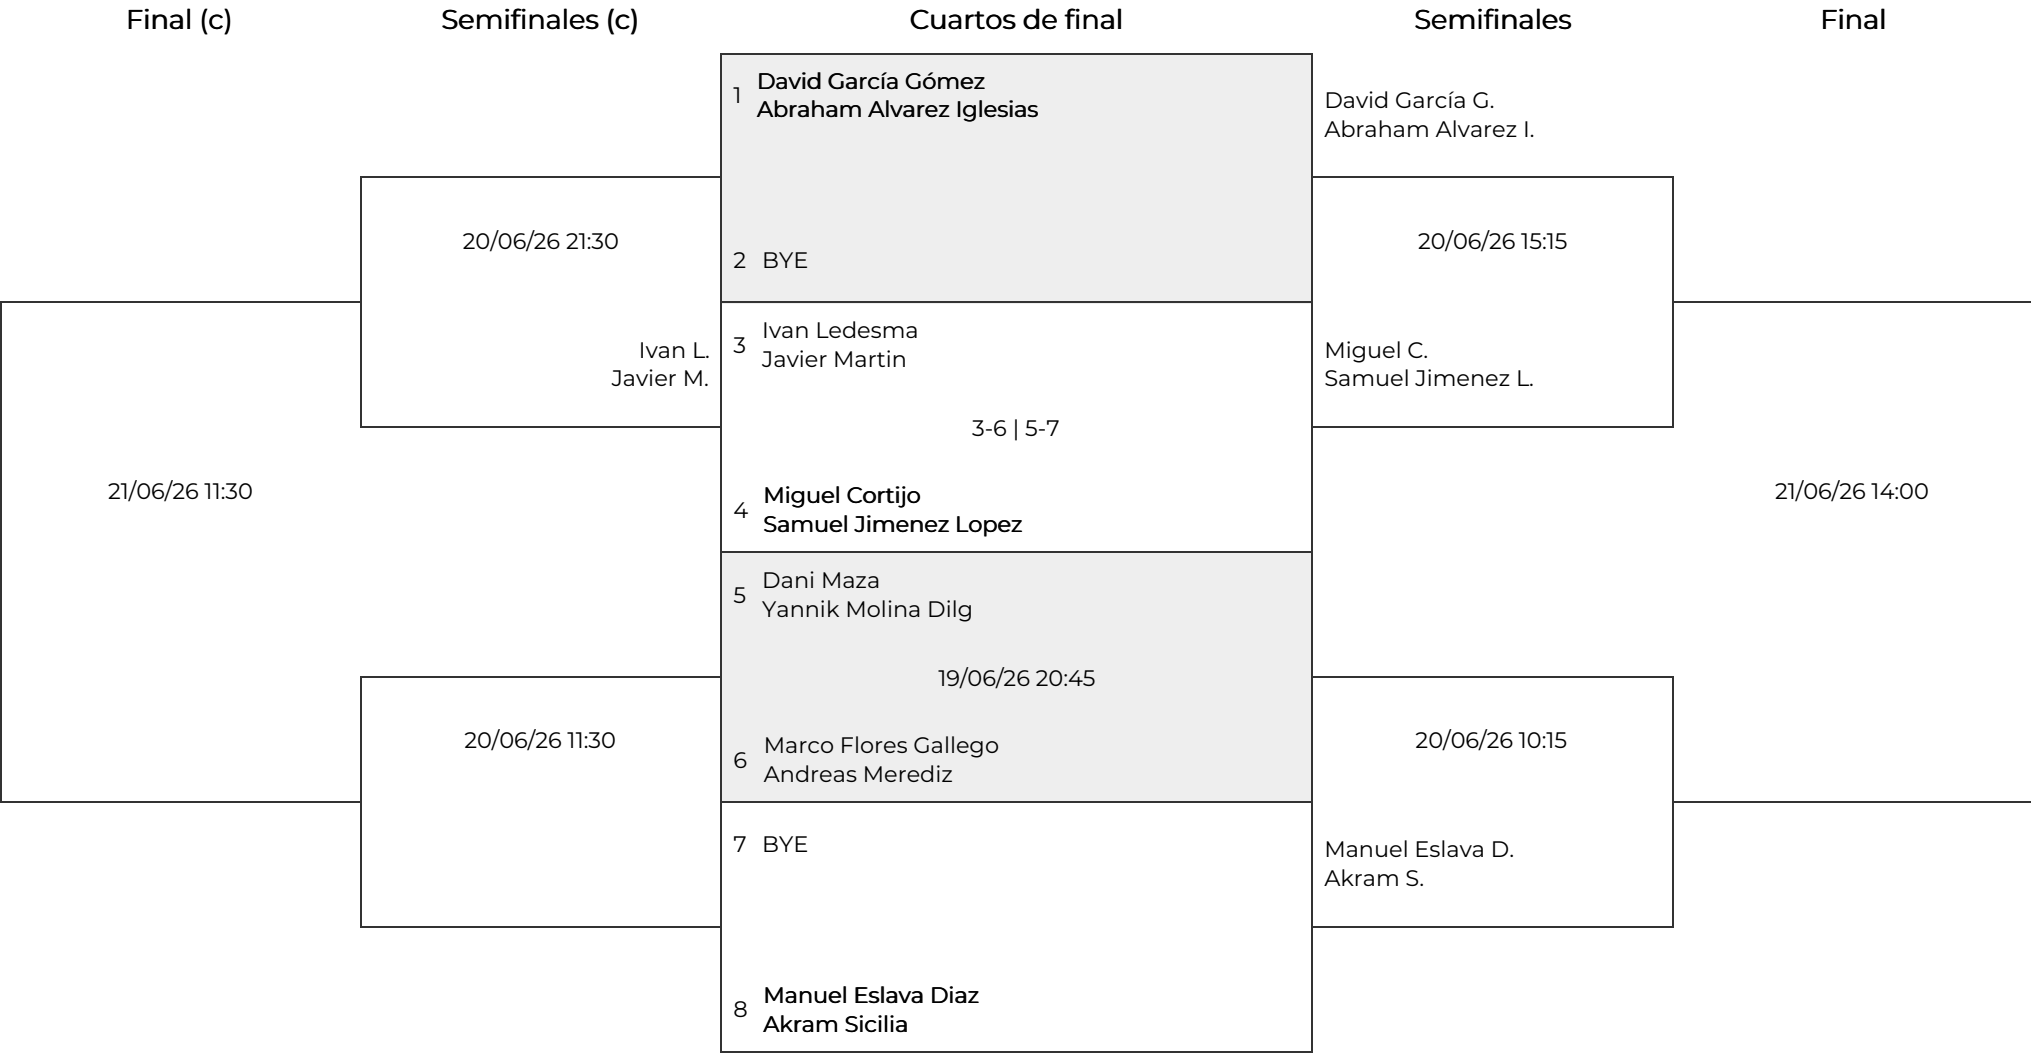 Final (c)
Semifinales (c)
Cuartos de final
Semifinales
Final
1
David García Gómez
Abraham Alvarez Iglesias
David García G.
Abraham Alvarez I.
20/06/26 21:30
2 BYE
20/06/26 15:15
Ivan L.
Javier M.
3
Ivan Ledesma
Javier Martin
Miguel C.
Samuel Jimenez L.
3-6 | 5-7
21/06/26 11:30
4
Miguel Cortijo
Samuel Jimenez Lopez
21/06/26 14:00
5
Dani Maza
Yannik Molina Dilg
19/06/26 20:45
20/06/26 11:30
6
Marco Flores Gallego
Andreas Merediz
20/06/26 10:15
7 BYE
Manuel Eslava D.
Akram S.
8
Manuel Eslava Diaz
Akram Sicilia